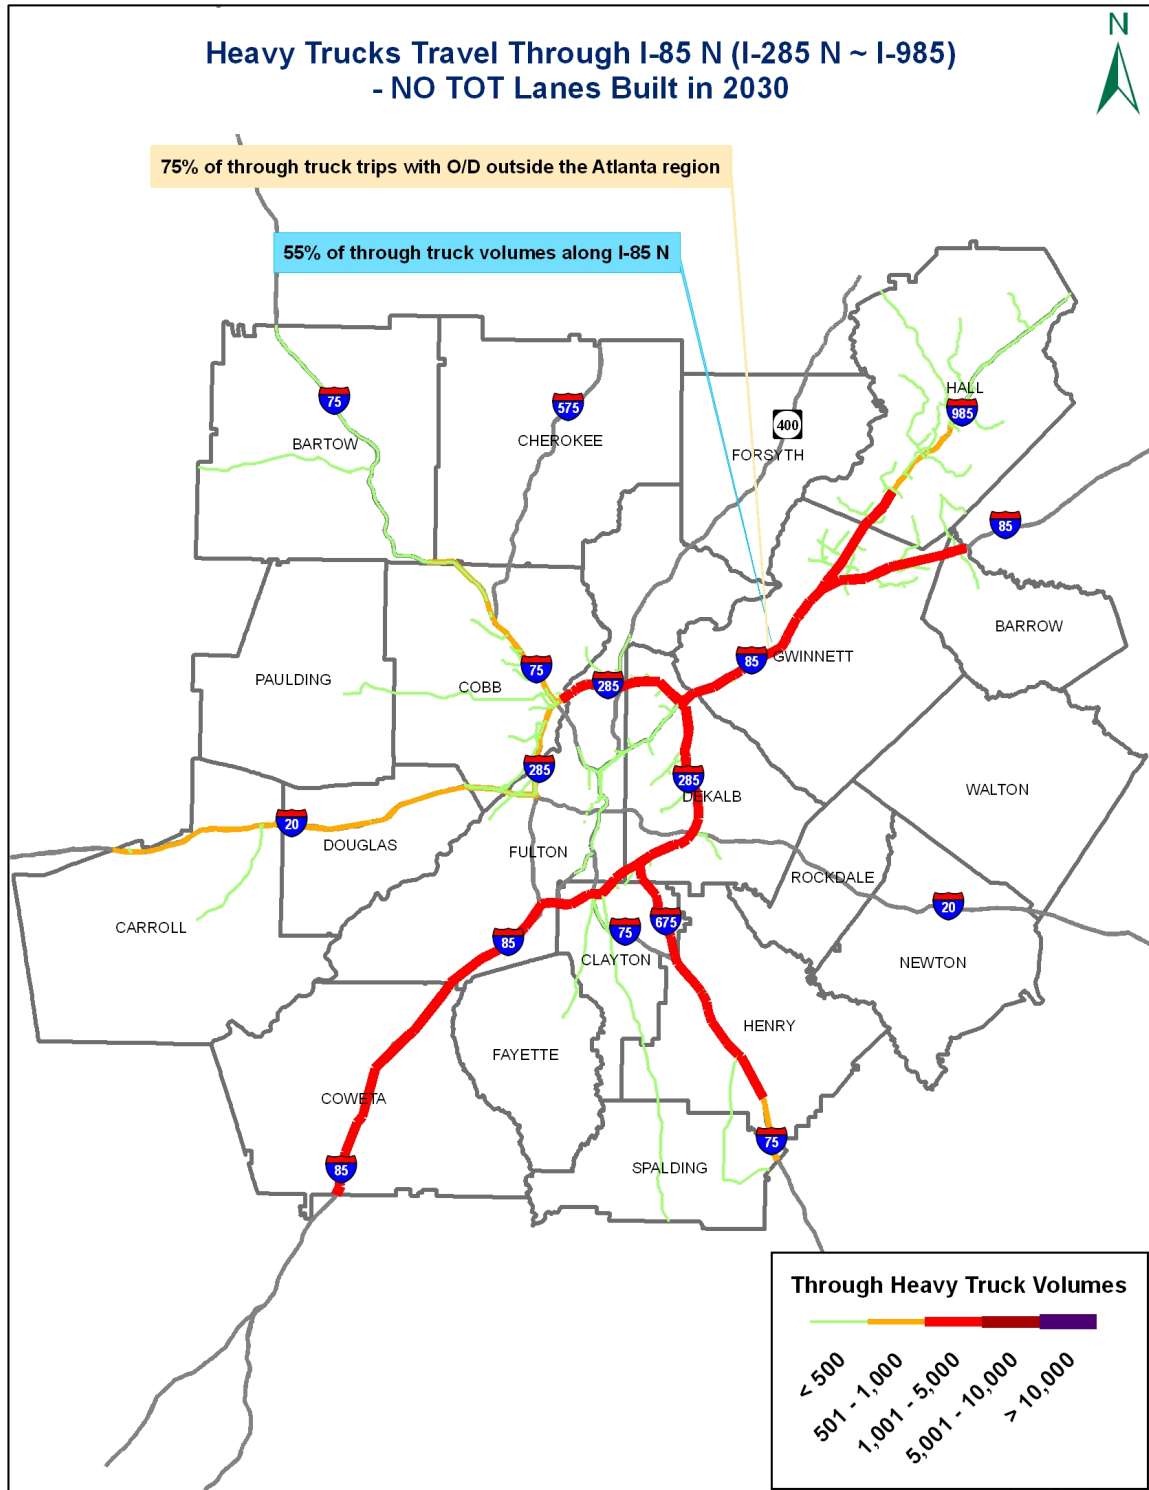 N
Heavy Trucks Travel Through I-85 N (I-285 N ~ I-985)
- NO TOT Lanes Built in 2030
75% of through truck trips with O/D outside the Atlanta region
55% of through truck volumes along I-85 N
75
575
985
HALL
400
BARTOW
CHEROKEE
FORSYTH
85
BARROW
75
85
GWINNETT
PAULDING
COBB
285
285
285
DEKALB
WALTON
20
DOUGLAS
FULTON
ROCKDALE
20
CARROLL
85
75
675
CLAYTON
NEWTON
HENRY
FAYETTE
COWETA
75
85
SPALDING
Through Heavy Truck Volumes
< 500
501 - 1,000
1,001 - 5,000
5,001 - 10,000
> 10,000